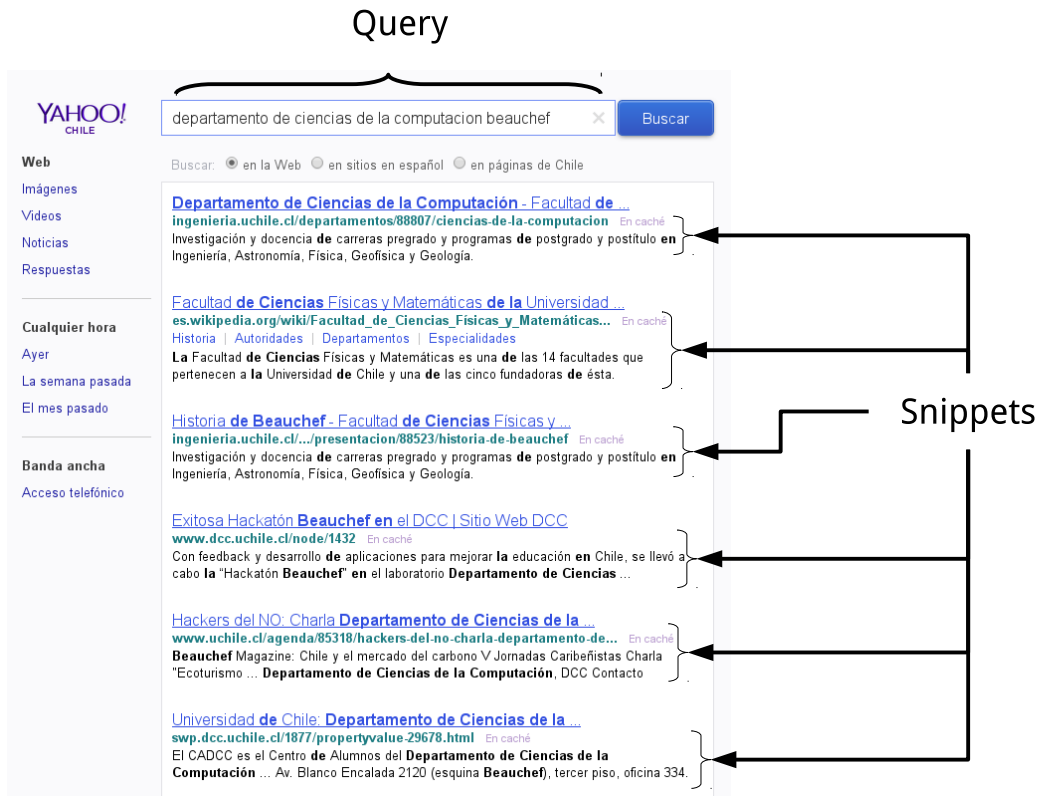 Query
YAHOO!
CHILE
departamento de ciencias de la computacion beauchef
Buscar
Web
Imágenes
Videos
Noticias
Respuestas
Cualquier hora
Ayer
La semana pasada
El mes pasado
Banda ancha
Acceso telefónico
Buscar: en la Web en sitios en español en páginas de Chile
Departamento de Ciencias de la Computación - Facultad de ...
ingenieria.uchile.cl/departamentos/88807/ciencias-de-la-computacion En caché
Investigación y docencia de carreras pregrado y programas de postgrado y postítulo en
Ingeniería, Astronomía, Física, Geofísica y Geología.
Facultad de Ciencias Físicas y Matemáticas de la Universidad ...
es.wikipedia.org/wiki/Facultad_de_Ciencias_Físicas_y_Matemáticas... En caché
Historia | Autoridades | Departamentos | Especialidades
La Facultad de Ciencias Físicas y Matemáticas es una de las 14 facultades que
pertenecen a la Universidad de Chile y una de las cinco fundadoras de ésta.
Historia de Beauchef - Facultad de Ciencias Físicas y ...
ingenieria.uchile.cl/.../presentacion/88523/historia-de-beauchef En caché
Investigación y docencia de carreras pregrado y programas de postgrado y postítulo en
Ingeniería, Astronomía, Física, Geofísica y Geología.
Exitosa Hackatón Beauchef en el DCC | Sitio Web DCC
www.dcc.uchile.cl/node/1432 En caché
Con feedback y desarrollo de aplicaciones para mejorar la educación en Chile, se llevó a
cabo la “Hackatón Beauchef” en el laboratorio Departamento de Ciencias ...
Hackers del NO: Charla Departamento de Ciencias de la ...
www.uchile.cl/agenda/85318/hackers-del-no-charla-departamento-de... En caché
Beauchef Magazine: Chile y el mercado del carbono V Jornadas Caribeñistas Charla
"Ecoturismo ... Departamento de Ciencias de la Computación, DCC Contacto
Universidad de Chile: Departamento de Ciencias de la ...
swp.dcc.uchile.cl/1877/propertyvalue-29678.html En caché
El CADCC es el Centro de Alumnos del Departamento de Ciencias de la
Computación ... Av. Blanco Encalada 2120 (esquina Beauchef), tercer piso, oficina 334.
Snippets